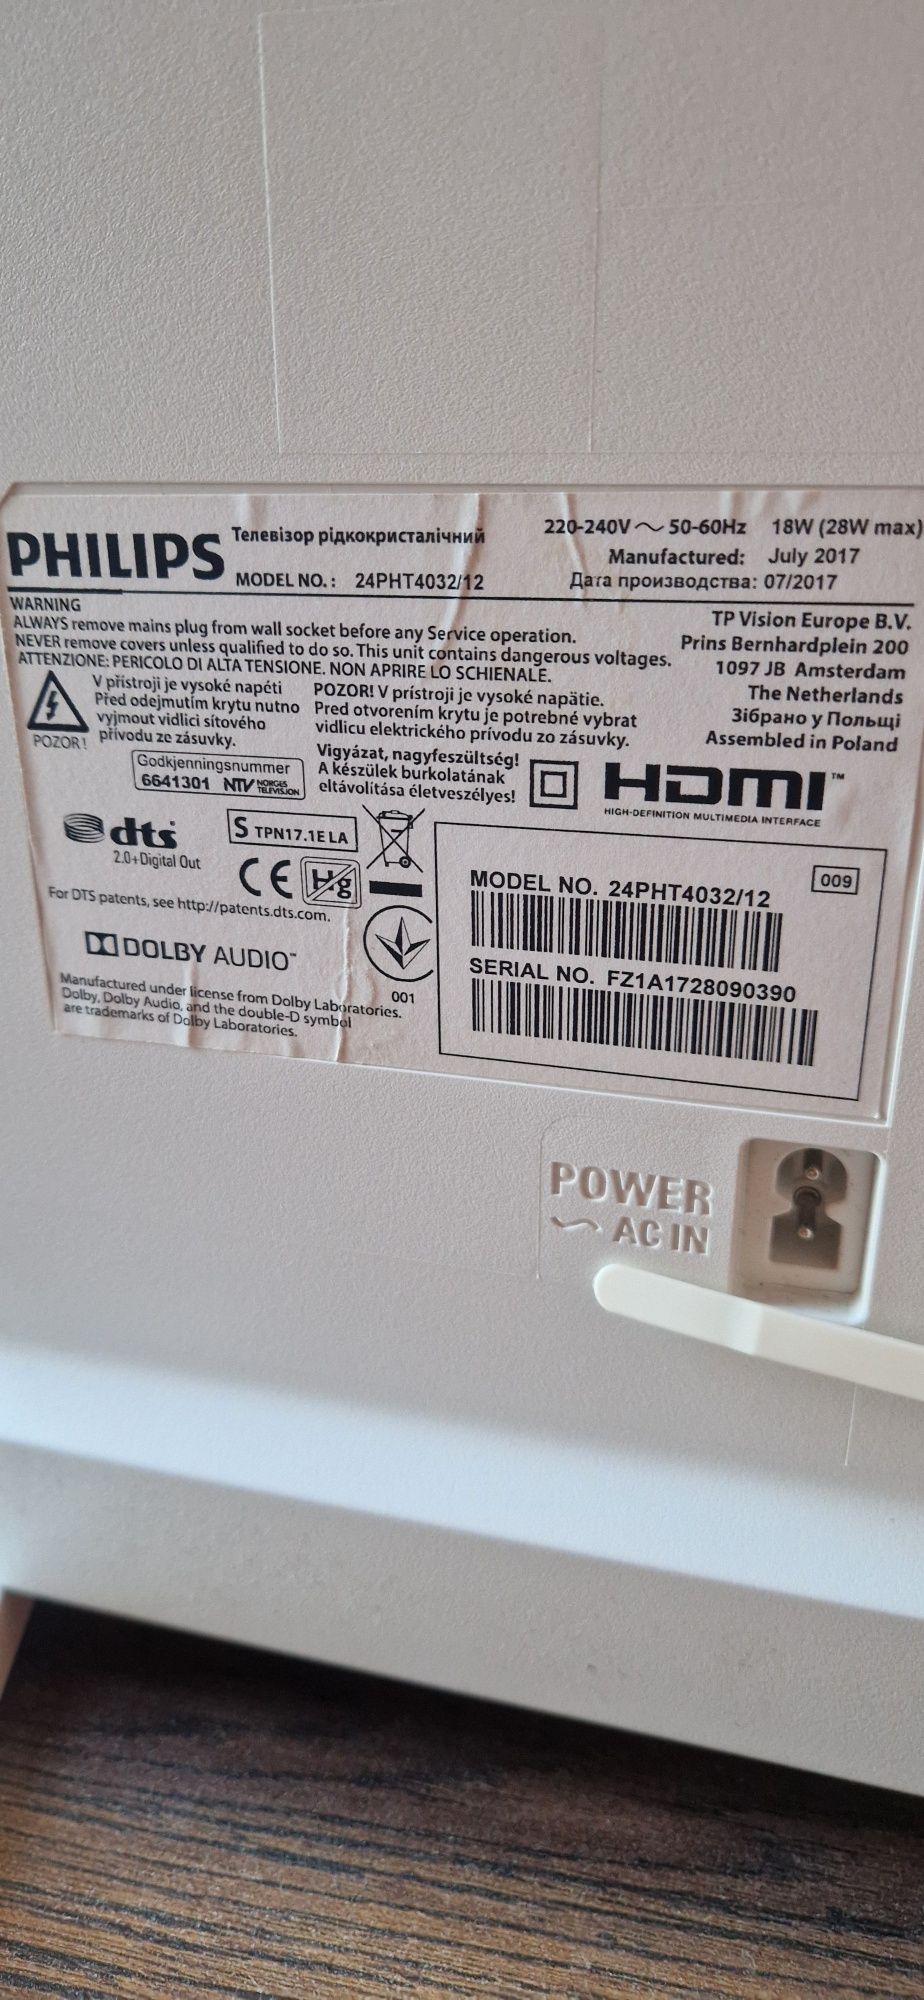 PHILIPS Телевізор рідкокристалічний
MODEL NO. : 24PHT4032/12
220-240V ~ 50-60Hz 18W (28W max)
Manufactured: July 2017
Дата производства: 07/2017
WARNING
ALWAYS remove mains plug from wall socket before any Service operation.
NEVER remove covers unless qualified to do so. This unit contains dangerous voltages.
ATTENZIONE: PERICOLO DI ALTA TENSIONE. NON APRIRE LO SCHIENALE.
TP Vision Europe B.V.
Prins Bernhardplein 200
1097 JB Amsterdam
The Netherlands
Зібрано у Польщі
Assembled in Poland
POZOR!
V přístroji je vysoké napětí
Před odejmutím krytu nutno
vyjmout vidlici síťového
přívodu ze zásuvky.
POZOR! V prístroji je vysoké napätie.
Pred otvorením krytu je potrebné vybrat
vidlicu elektrického prívodu zo zásuvky.
Vigyázat, nagyfeszültség!
A készülek burkolatának
eltávolítása életveszélyes!
Godkjenningsnummer
6641301 NTV NORGES
TELEVISJON
HDMI™
HIGH-DEFINITION MULTIMEDIA INTERFACE
dts
2.0+Digital Out
S TPN17.1E LA
CE Hg
For DTS patents, see http://patents.dts.com.
DOLBY AUDIO™
001
Manufactured under license from Dolby Laboratories.
Dolby, Dolby Audio, and the double-D symbol
are trademarks of Dolby Laboratories.
009
MODEL NO. 24PHT4032/12
SERIAL NO. FZ1A1728090390
POWER
~ AC IN